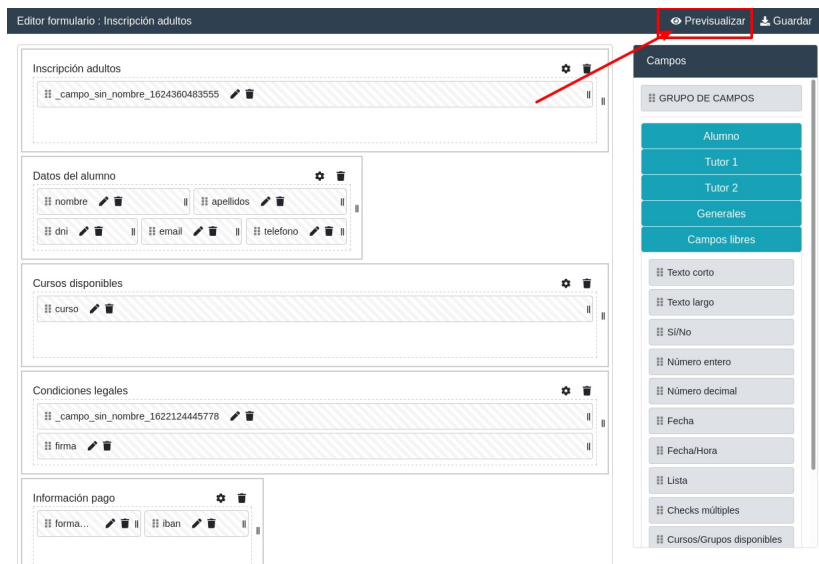 Editor formulario : Inscripción adultos
Previsualizar
Guardar
Inscripción adultos
_campo_sin_nombre_1624360483555
Datos del alumno
nombre
apellidos
dni
email
telefono
Cursos disponibles
curso
Condiciones legales
_campo_sin_nombre_1622124445778
firma
Información pago
forma...
iban
Campos
GRUPO DE CAMPOS
Alumno
Tutor 1
Tutor 2
Generales
Campos libres
Texto corto
Texto largo
Sí/No
Número entero
Número decimal
Fecha
Fecha/Hora
Lista
Checks múltiples
Cursos/Grupos disponibles